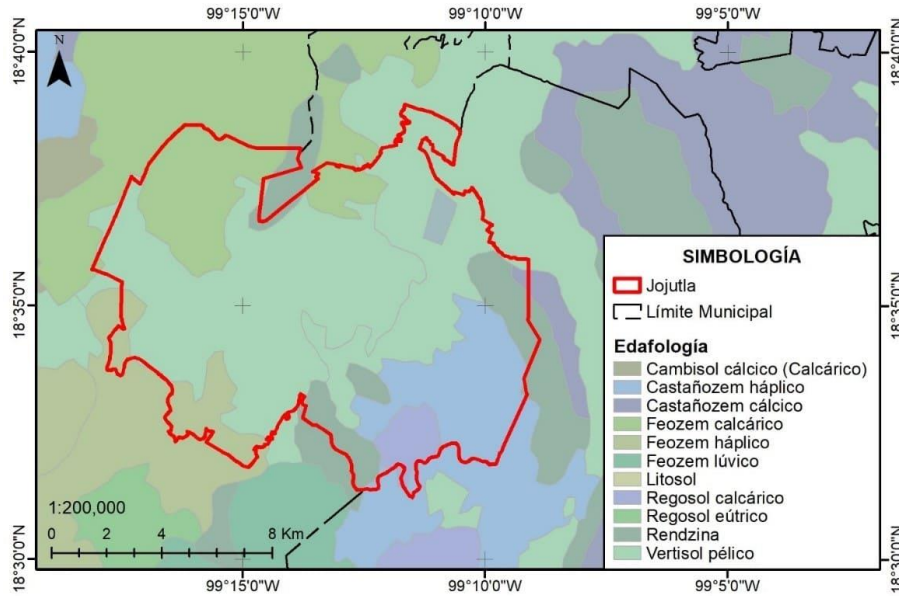 99°15'0"W 99°10'0"W 99°5'0"W
18°40'0"N 18°40'0"N
N
SIMBOLOGÍA
Jojutla
Límite Municipal
18°35'0"N 18°35'0"N
Edafología
Cambisol cálcico (Calcárico)
Castañozem háplico
Castañozem cálcico
Feozem calcárico
Feozem háplico
Feozem lúvico
Litosol
Regosol calcárico
Regosol eútrico
Rendzina
Vertisol pélico
1:200,000
0 2 4 8 Km
18°30'0"N 18°30'0"N
99°15'0"W 99°10'0"W 99°5'0"W